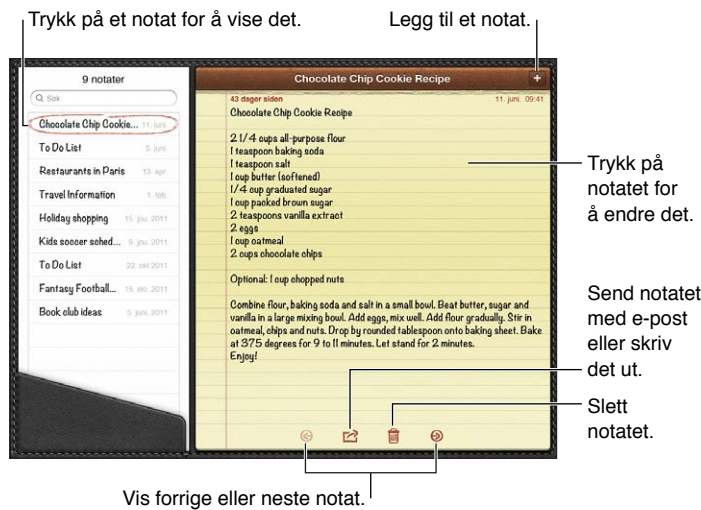 Trykk på et notat for å vise det.
Legg til et notat.
9 notater
Søk
Chocolate Chip Cookie... 11. juni
To Do List 5. juni
Restaurants in Paris 13. apr.
Travel Information 1. feb.
Holiday shopping 15. jou. 2011
Kids soccer sched... 9. jou. 2011
To Do List 22. okt 2011
Fantasy Football... 15. 2011
Book club ideas 5. juni 2011
Chocolate Chip Cookie Recipe
+
43 dager siden 11. juni. 09:41
Chocolate Chip Cookie Recipe
2 1/4 cups all-purpose flour
1 teaspoon baking soda
1 teaspoon salt
1 cup butter (softened)
1/4 cup graduated sugar
1 cup packed brown sugar
2 teaspoons vanilla extract
2 eggs
1 cup oatmeal
2 cups chocolate chips
Optional: 1 cup chopped nuts
Combine flour, baking soda and salt in a small bowl. Beat butter, sugar and
vanilla in a large mixing bowl. Add eggs, mix well. Add flour gradually. Stir in
oatmeal, chips and nuts. Drop by rounded tablespoon onto baking sheet. Bake
at 375 degrees for 9 to 11 minutes. Let stand for 2 minutes.
Enjoy!
Trykk på
notatet for
å endre det.
Send notatet
med e-post
eller skriv
det ut.
Slett
notatet.
Vis forrige eller neste notat.